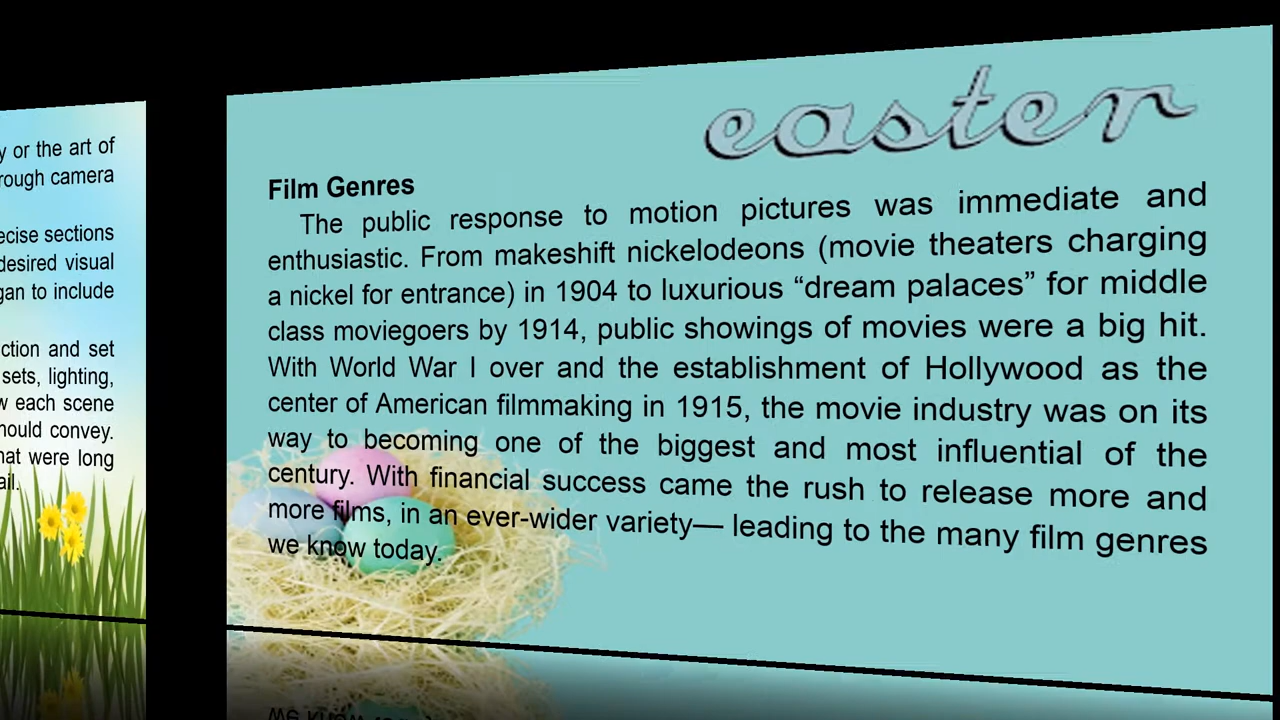 y or the art of
rough camera
ecise sections
desired visual
gan to include
ction and set
sets, lighting,
w each scene
hould convey.
hat were long
ail.
easter
Film Genres
The public response to motion pictures was immediate and
enthusiastic. From makeshift nickelodeons (movie theaters charging
a nickel for entrance) in 1904 to luxurious “dream palaces” for middle
class moviegoers by 1914, public showings of movies were a big hit.
With World War I over and the establishment of Hollywood as the
center of American filmmaking in 1915, the movie industry was on its
way to becoming one of the biggest and most influential of the
century. With financial success came the rush to release more and
more films, in an ever-wider variety— leading to the many film genres
we know today.